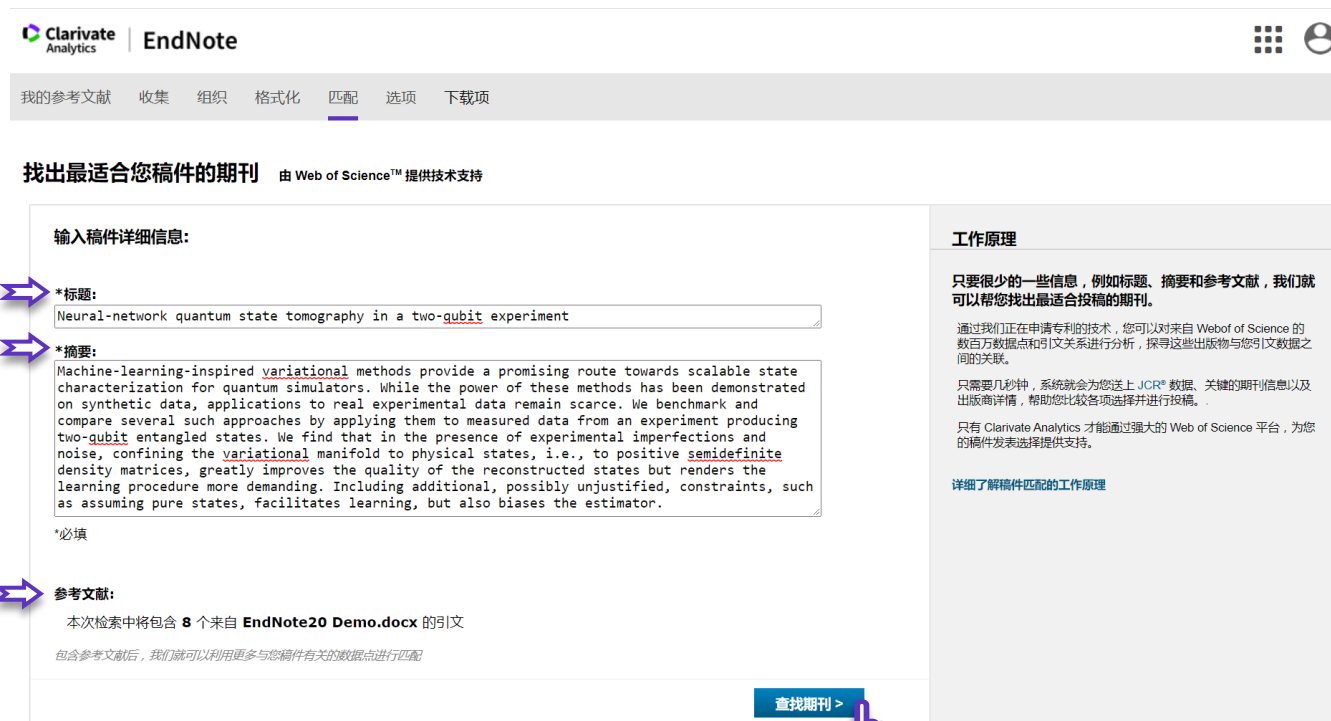 Clarivate
Analytics
EndNote
我的参考文献 收集 组织 格式化 匹配 选项 下载项
找出最适合您稿件的期刊 由 Web of Science™ 提供技术支持
输入稿件详细信息:
*标题:
Neural-network quantum state tomography in a two-qubit experiment
*摘要:
Machine-learning-inspired variational methods provide a promising route towards scalable state
characterization for quantum simulators. While the power of these methods has been demonstrated
on synthetic data, applications to real experimental data remain scarce. We benchmark and
compare several such approaches by applying them to measured data from an experiment producing
two-qubit entangled states. We find that in the presence of experimental imperfections and
noise, confining the variational manifold to physical states, i.e., to positive semidefinite
density matrices, greatly improves the quality of the reconstructed states but renders the
learning procedure more demanding. Including additional, possibly unjustified, constraints, such
as assuming pure states, facilitates learning, but also biases the estimator.
*必填
参考文献:
本次检索中将包含 8 个来自 EndNote20 Demo.docx 的引文
包含参考文献后，我们就可以利用更多与您稿件有关的数据点进行匹配
查找期刊 >
工作原理
只要很少的一些信息，例如标题、摘要和参考文献，我们就
可以帮您找出最适合投稿的期刊。
通过我们正在申请专利的技术，您可以对来自 Webof of Science 的
数百万数据点和引文关系进行分析，探寻这些出版物与您引文数据之
间的关联。
只需要几秒钟，系统就会为您送上 JCR® 数据、关键的期刊信息以及
出版商详情，帮助您比较各项选择并进行投稿。.
只有 Clarivate Analytics 才能通过强大的 Web of Science 平台，为您
的稿件发表选择提供支持。
详细了解稿件匹配的工作原理